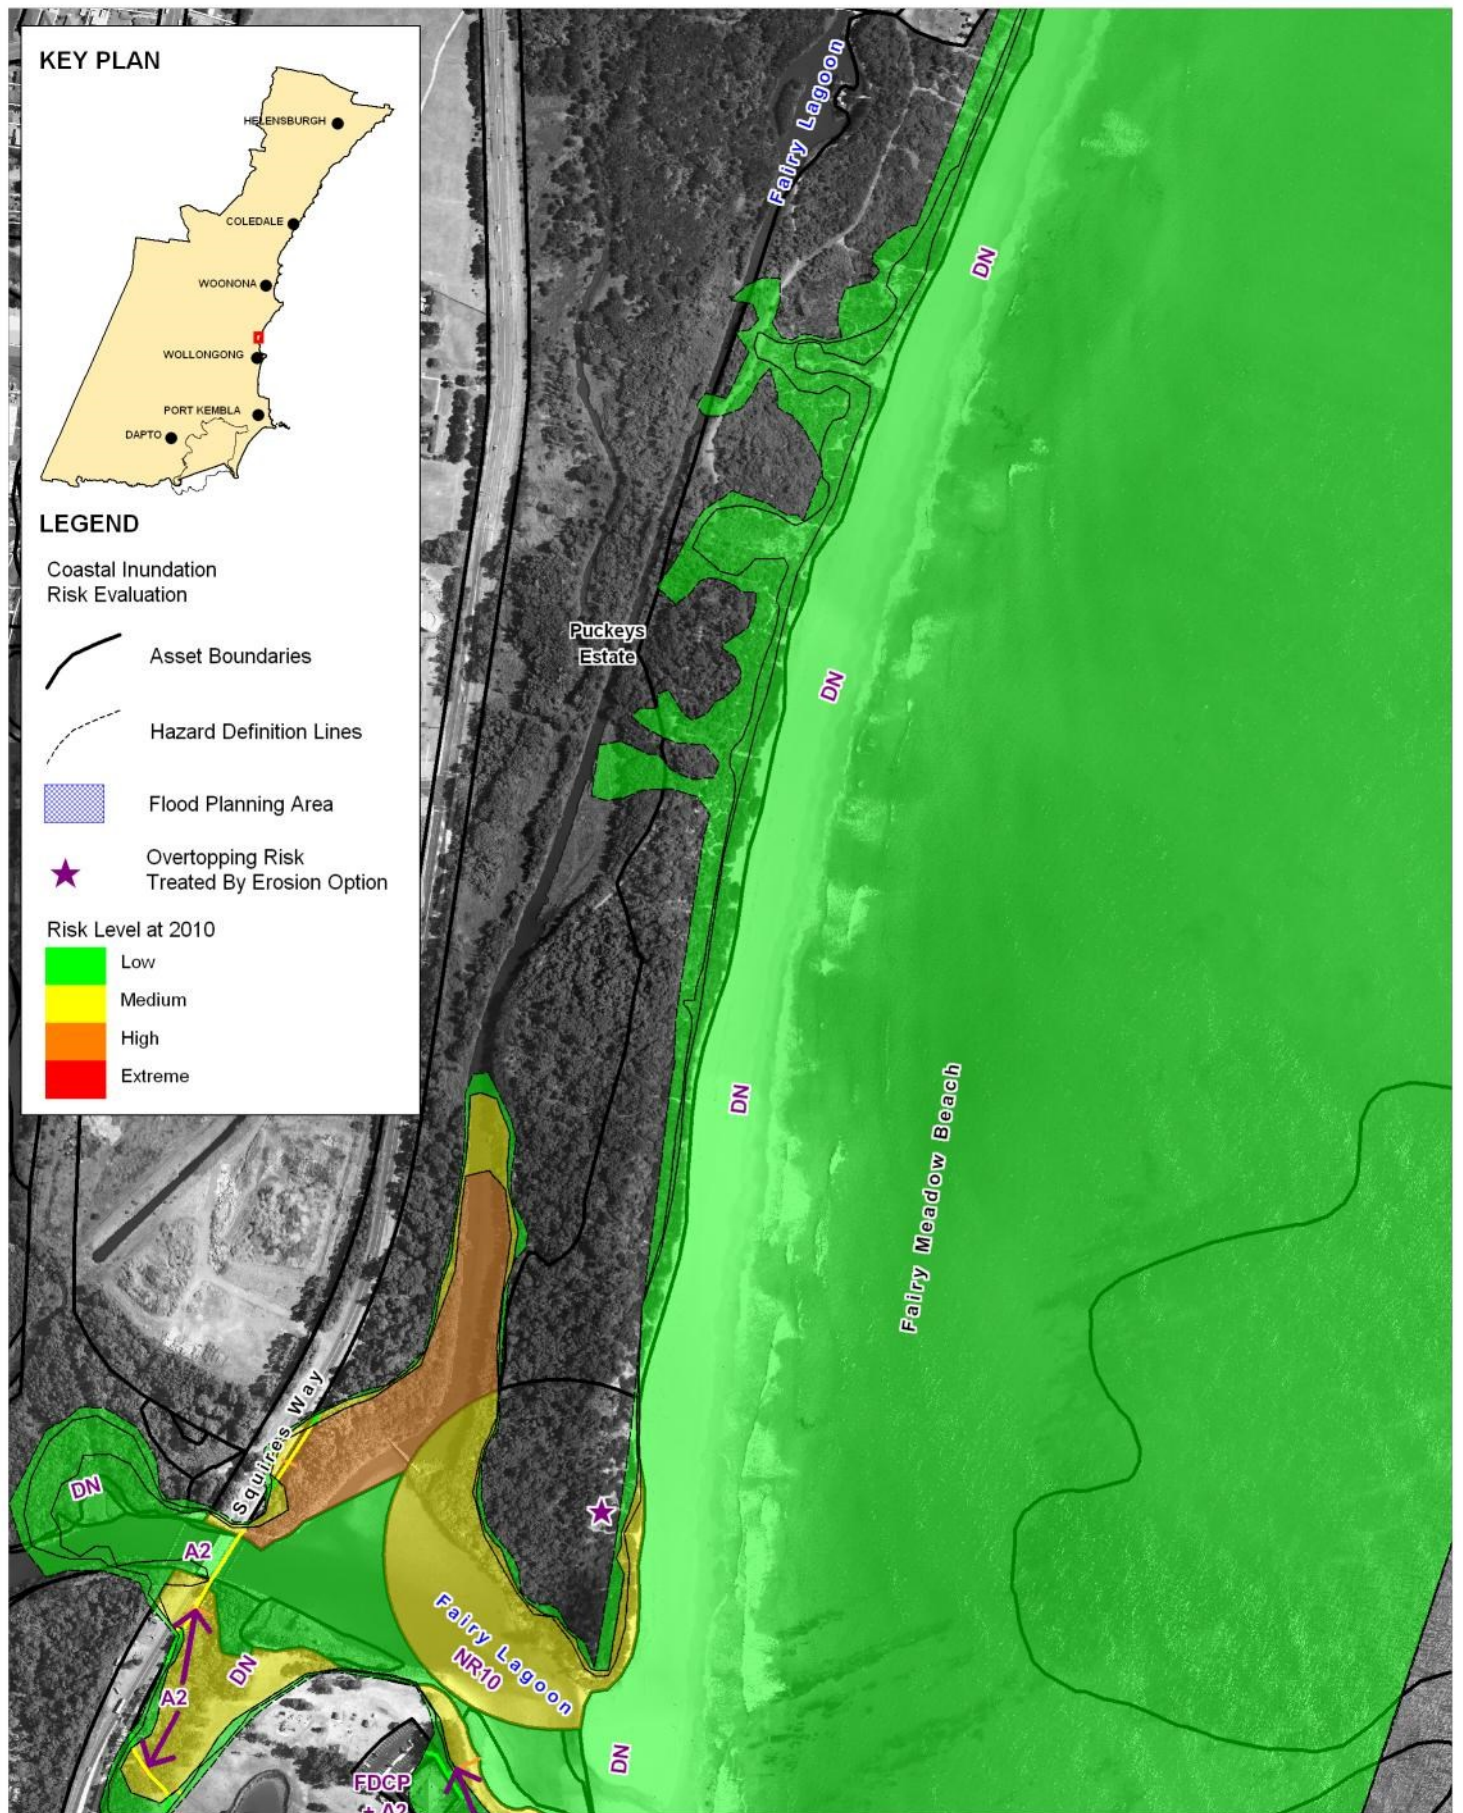 KEY PLAN
HELENSBURGH
COLEDALE
WOONONA
WOLLONGONG
PORT KEMBLA
DAPTO
LEGEND
Coastal Inundation
Risk Evaluation
Asset Boundaries
Hazard Definition Lines
Flood Planning Area
Overtopping Risk
Treated By Erosion Option
Risk Level at 2010
Low
Medium
High
Extreme
Fairy Lagoon
DN
Puckeys
Estate
DN
DN
Fairy Meadow Beach
Squires Way
DN
A2
A2
DN
Fairy Lagoon
NR10
DN
FDCP
+ A2